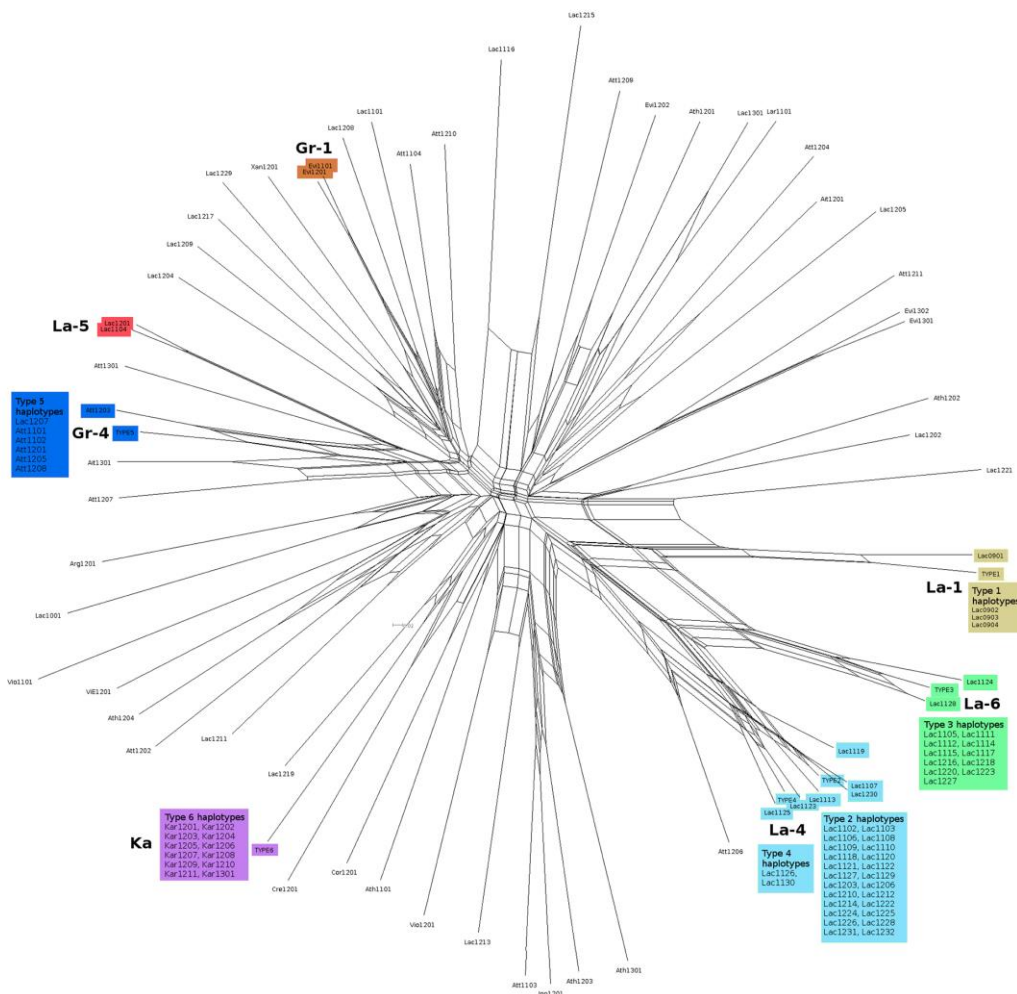 Lac1215
Lac1116
Att1209
Evi1202
Ath1201
Lac1301
Lar1101
Lac1101
Lac1208
Att1210
Att1104
Att1204
Gr-1
Evi1101
Evi1201
Xan1201
Lac1229
Ait1201
Lac1205
Lac1217
Lac1209
Lac1204
Att1211
Evi1302
Evi1301
La-5
Lac1201
Lac1104
Att1301
Ath1202
Type 5
haplotypes
Lac1207
Att1101
Att1102
Att1201
Att1205
Att1208
Att1203
Gr-4
TYPE5
Lac1202
Ait1301
Lac1221
Att1207
Lac0901
Arg1201
TYPE1
La-1
Type 1
haplotypes
Lac0902
Lac0903
Lac0904
Lac1001
Vio1101
ViE1201
Ath1204
Att1202
Lac1211
Lac1124
TYPE3
Lac1128
La-6
Type 3 haplotypes
Lac1105, Lac1111
Lac1112, Lac1114
Lac1115, Lac1117
Lac1216, Lac1218
Lac1220, Lac1223
Lac1227
Lac1119
Lac1219
TYPE2
Lac1107
Lac1230
TYPE4
Lac1113
Lac1123
Lac1125
La-4
Type 2 haplotypes
Lac1102, Lac1103
Lac1106, Lac1108
Lac1109, Lac1110
Lac1118, Lac1120
Lac1121, Lac1122
Lac1127, Lac1129
Lac1203, Lac1206
Lac1210, Lac1212
Lac1214, Lac1222
Lac1224, Lac1225
Lac1226, Lac1228
Lac1231, Lac1232
Type 4
haplotypes
Lac1126,
Lac1130
Att1206
Ka
Type 6 haplotypes
Kar1201, Kar1202
Kar1203, Kar1204
Kar1205, Kar1206
Kar1207, Kar1208
Kar1209, Kar1210
Kar1211, Kar1301
TYPE6
Cre1201
Cor1201
Ath1101
Vio1201
Lac1213
Ath1301
Ath1203
Att1103